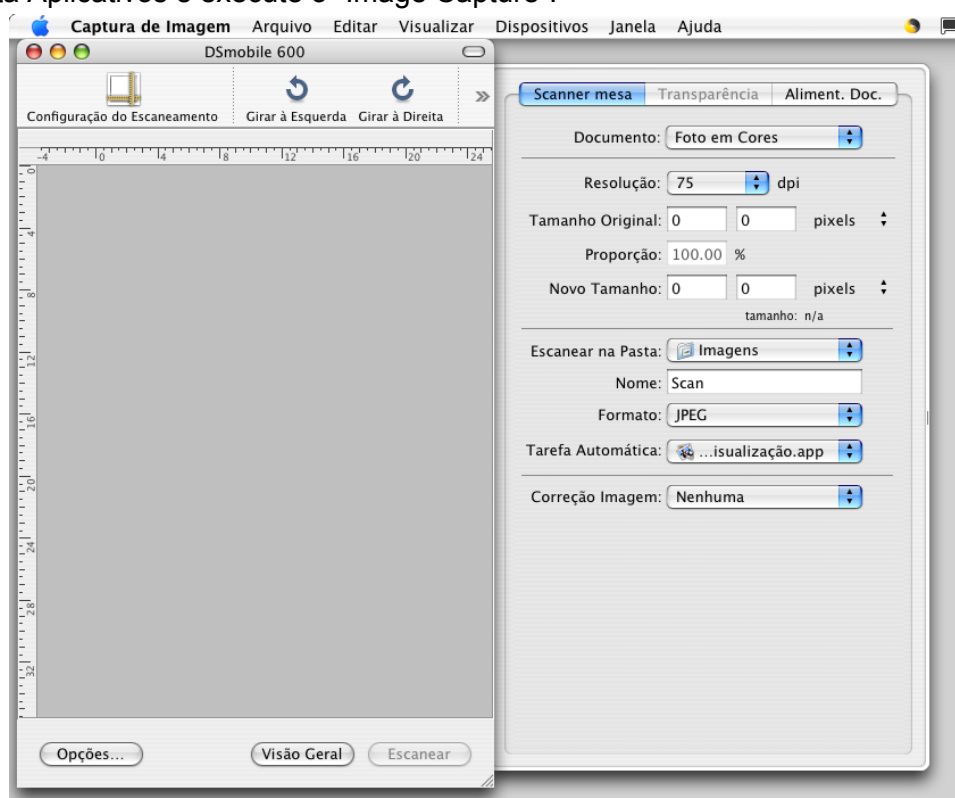 Aplicativos e execute o "Image Capture".
Captura de Imagem Arquivo Editar Visualizar Dispositivos Janela Ajuda
DSmobile 600
Configuração do Escaneamento Girar à Esquerda Girar à Direita »
-4 0 4 8 12 16 20 24
0
4
8
12
16
20
24
28
32
Opções... Visão Geral Escanear
Scanner mesa Transparência Aliment. Doc.
Documento: Foto em Cores
Resolução: 75 dpi
Tamanho Original: 0 0 pixels
Proporção: 100.00 %
Novo Tamanho: 0 0 pixels
tamanho: n/a
Escanear na Pasta: Imagens
Nome: Scan
Formato: JPEG
Tarefa Automática: ...isualização.app
Correção Imagem: Nenhuma